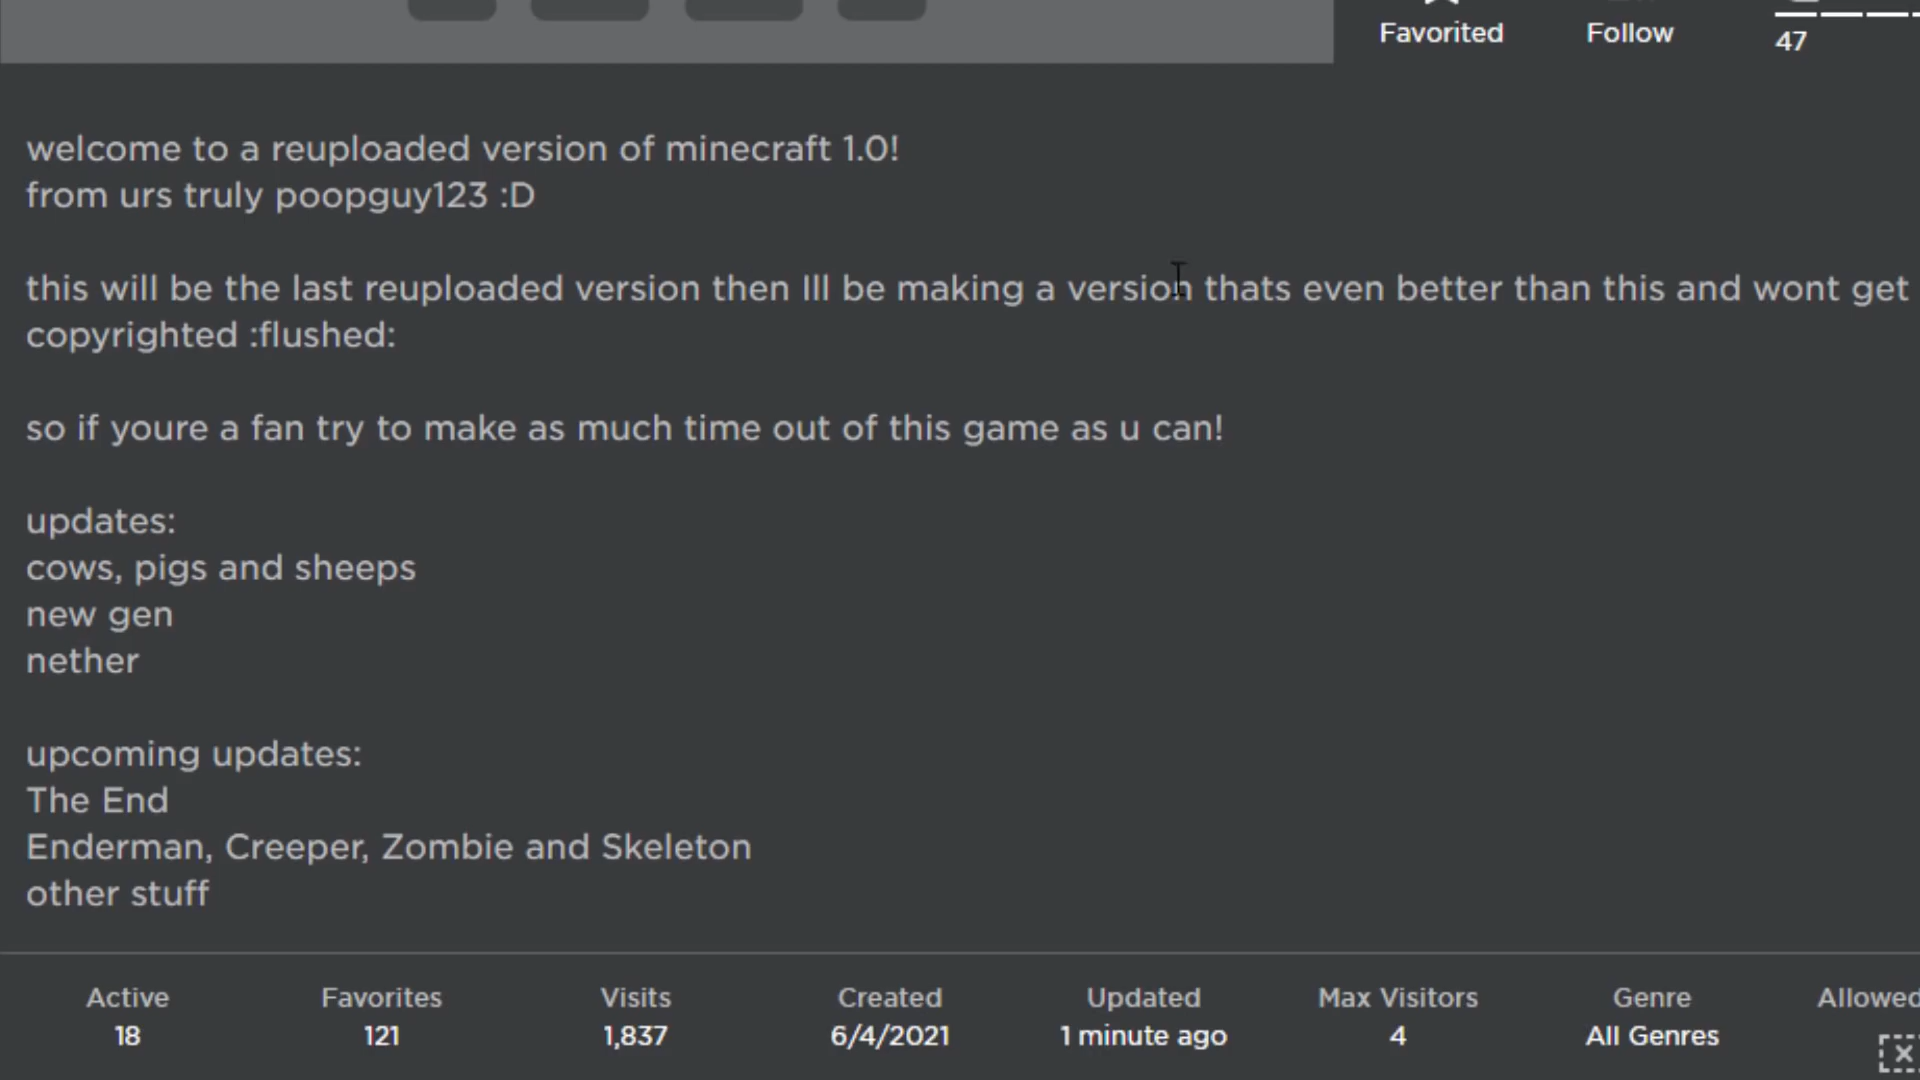 Favorited Follow 47
welcome to a reuploaded version of minecraft 1.0!
from urs truly poopguy123 :D
this will be the last reuploaded version then Ill be making a version thats even better than this and wont get
copyrighted :flushed:
so if youre a fan try to make as much time out of this game as u can!
updates:
cows, pigs and sheeps
new gen
nether
upcoming updates:
The End
Enderman, Creeper, Zombie and Skeleton
other stuff
Active Favorites Visits Created Updated Max Visitors Genre Allowed
18 121 1,837 6/4/2021 1 minute ago 4 All Genres